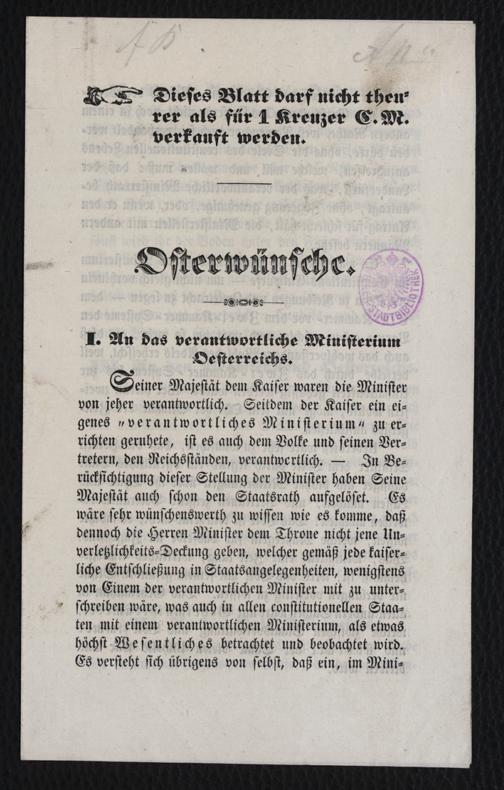 Dieses Blatt darf nicht theu-
rer als für 1 Kreuzer C. M.
verkauft werden.
Osterwünsche.
I. An das verantwortliche Ministerium
Oesterreichs.
Seiner Majestät dem Kaiser waren die Minister
von jeher verantwortlich. Seitdem der Kaiser ein ei-
genes „verantwortliches Ministerium" zu er-
richten geruhete, ist es auch dem Volke und seinen Ver-
tretern, den Reichsständen, verantwortlich. — In Be-
rücksichtigung dieser Stellung der Minister haben Seine
Majestät auch schon den Staatsrath aufgelöset. Es
wäre sehr wünschenswerth zu wissen wie es komme, daß
dennoch die Herren Minister dem Throne nicht jene Un-
verletzlichkeits-Deckung geben, welcher gemäß jede kaiser-
liche Entschließung in Staatsangelegenheiten, wenigstens
von Einem der verantwortlichen Minister mit zu unter-
schreiben wäre, was auch in allen constitutionellen Staa-
ten mit einem verantwortlichen Ministerium, als etwas
höchst Wesentliches betrachtet und beobachtet wird.
Es versteht sich übrigens von selbst, daß ein, im Mini-
STADTBIBLIOTHEK